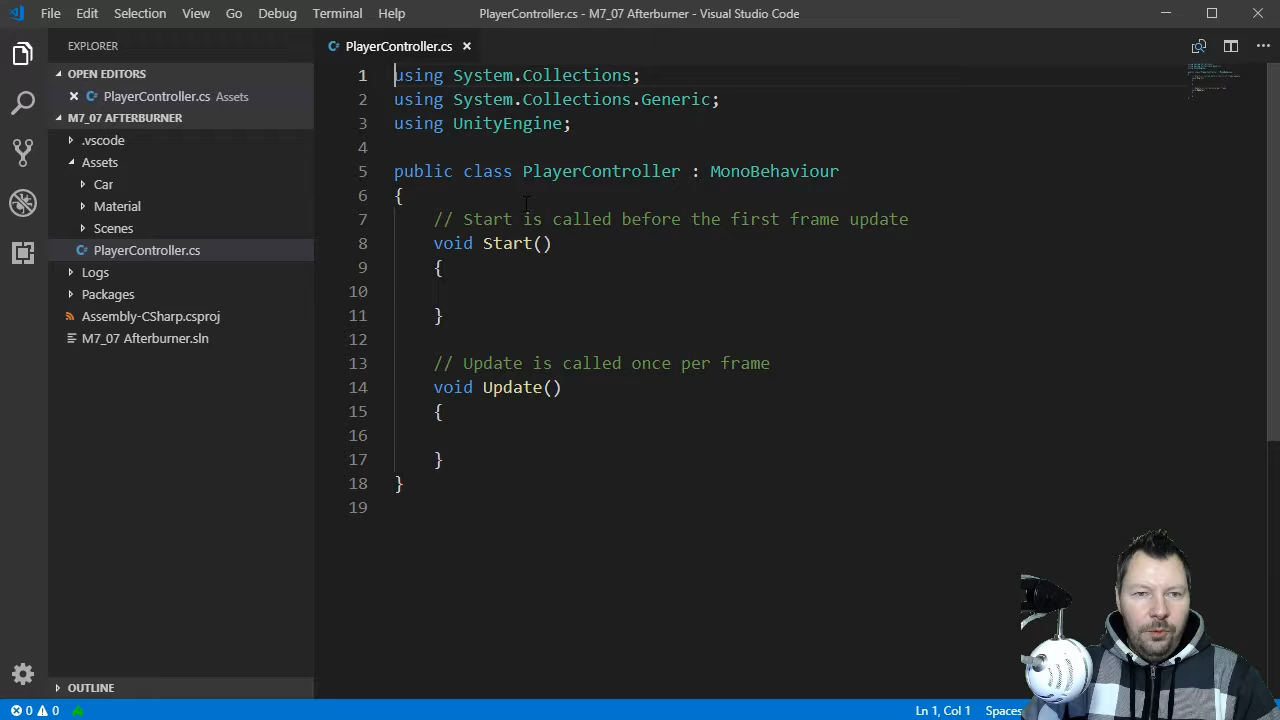 File Edit Selection View Go Debug Terminal Help
PlayerController.cs - M7_07 Afterburner - Visual Studio Code
EXPLORER
OPEN EDITORS
PlayerController.cs Assets
M7_07 AFTERBURNER
.vscode
Assets
Car
Material
Scenes
PlayerController.cs
Logs
Packages
Assembly-CSharp.csproj
M7_07 Afterburner.sln
OUTLINE
PlayerController.cs
1 using System.Collections;
2 using System.Collections.Generic;
3 using UnityEngine;
4
5 public class PlayerController : MonoBehaviour
6 {
7 // Start is called before the first frame update
8 void Start()
9 {
10
11 }
12
13 // Update is called once per frame
14 void Update()
15 {
16
17 }
18 }
19
0 0
Ln 1, Col 1 Spaces